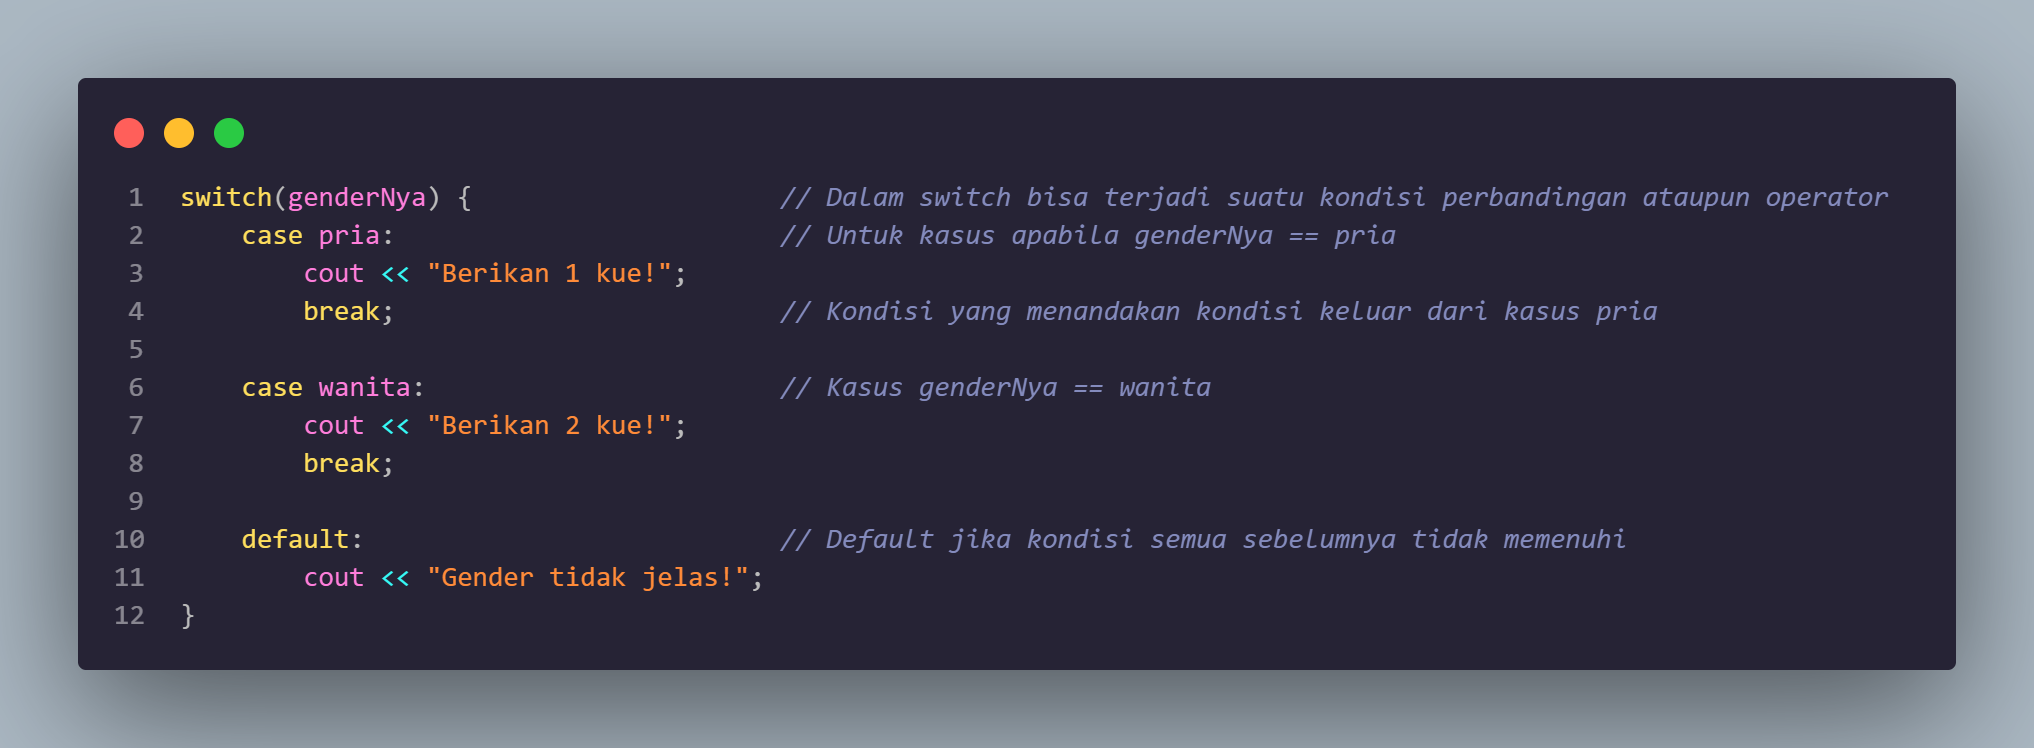 1 switch(genderNya) { // Dalam switch bisa terjadi suatu kondisi perbandingan ataupun operator
2 case pria: // Untuk kasus apabila genderNya == pria
3 cout << "Berikan 1 kue!";
4 break; // Kondisi yang menandakan kondisi keluar dari kasus pria
5
6 case wanita: // Kasus genderNya == wanita
7 cout << "Berikan 2 kue!";
8 break;
9
10 default: // Default jika kondisi semua sebelumnya tidak memenuhi
11 cout << "Gender tidak jelas!";
12 }